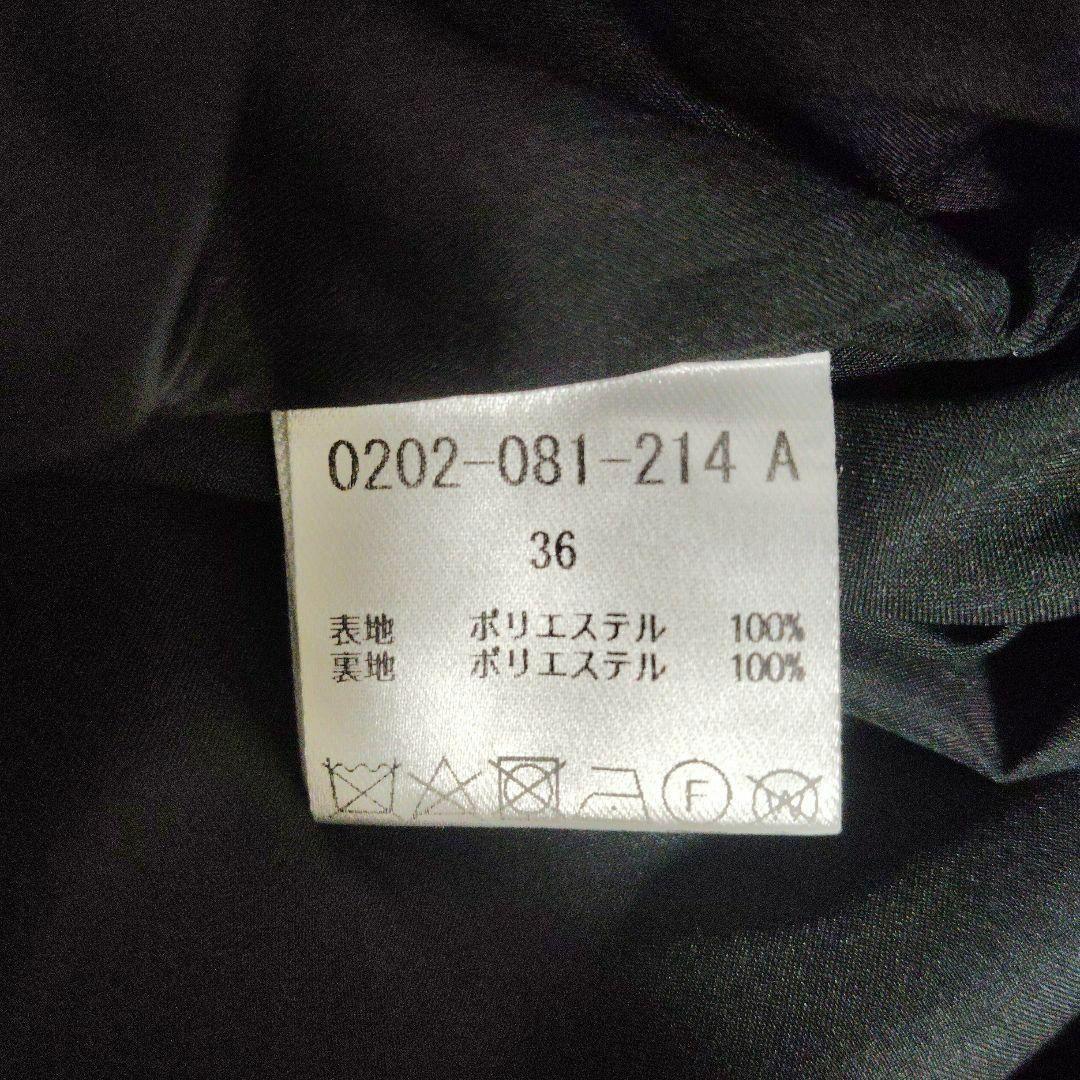 0202-081-214 A
36
表地 ポリエステル 100%
裏地 ポリエステル 100%
F W